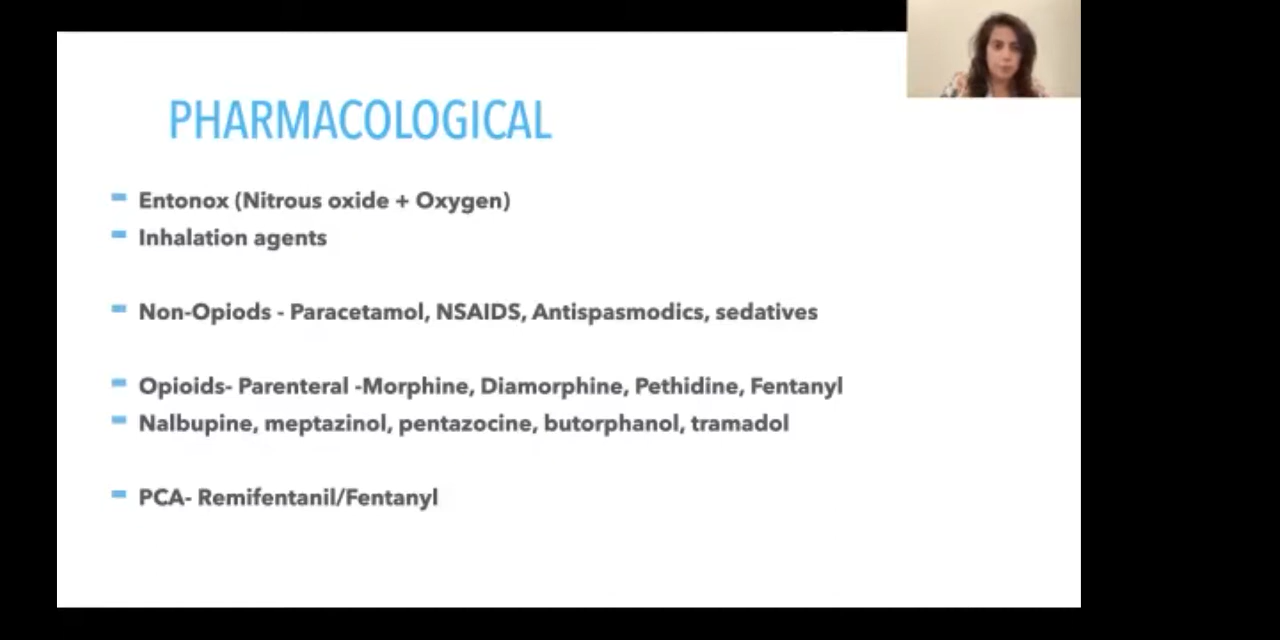 PHARMACOLOGICAL
Entonox (Nitrous oxide + Oxygen)
Inhalation agents
Non-Opiods - Paracetamol, NSAIDS, Antispasmodics, sedatives
Opioids- Parenteral -Morphine, Diamorphine, Pethidine, Fentanyl
Nalbupine, meptazinol, pentazocine, butorphanol, tramadol
PCA- Remifentanil/Fentanyl